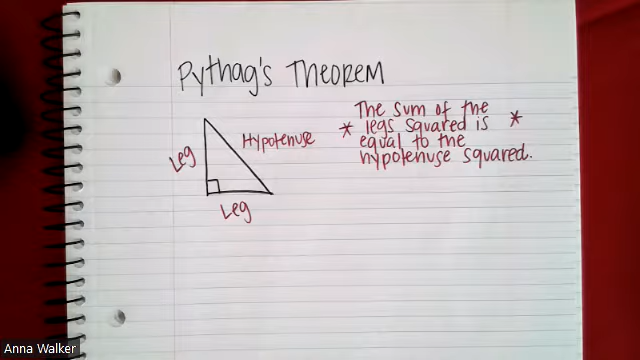 Pythag's Theorem
The sum of the
* legs squared is *
equal to the
hypotenuse squared.
Hypotenuse
Leg
Leg
Anna Walker